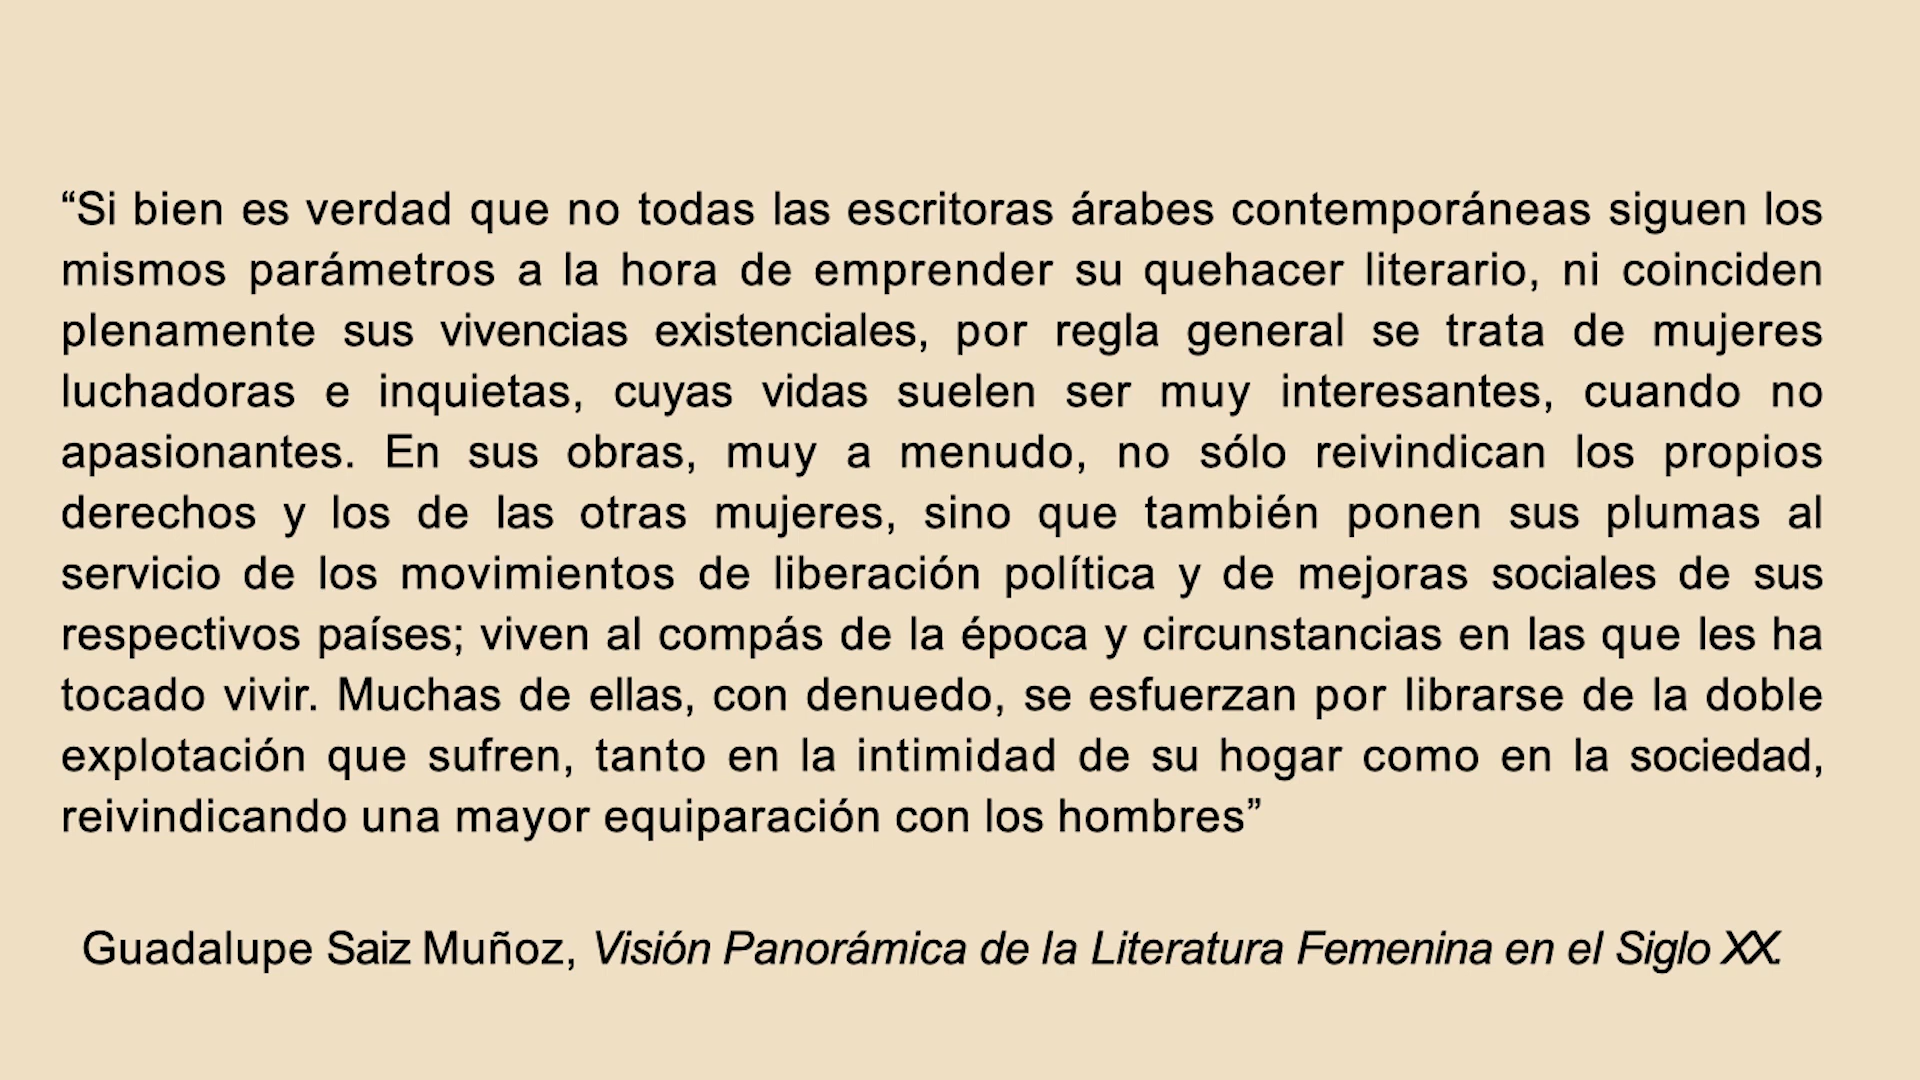 “Si bien es verdad que no todas las escritoras árabes contemporáneas siguen los
mismos parámetros a la hora de emprender su quehacer literario, ni coinciden
plenamente sus vivencias existenciales, por regla general se trata de mujeres
luchadoras e inquietas, cuyas vidas suelen ser muy interesantes, cuando no
apasionantes. En sus obras, muy a menudo, no sólo reivindican los propios
derechos y los de las otras mujeres, sino que también ponen sus plumas al
servicio de los movimientos de liberación política y de mejoras sociales de sus
respectivos países; viven al compás de la época y circunstancias en las que les ha
tocado vivir. Muchas de ellas, con denuedo, se esfuerzan por librarse de la doble
explotación que sufren, tanto en la intimidad de su hogar como en la sociedad,
reivindicando una mayor equiparación con los hombres”
Guadalupe Saiz Muñoz, Visión Panorámica de la Literatura Femenina en el Siglo XX.